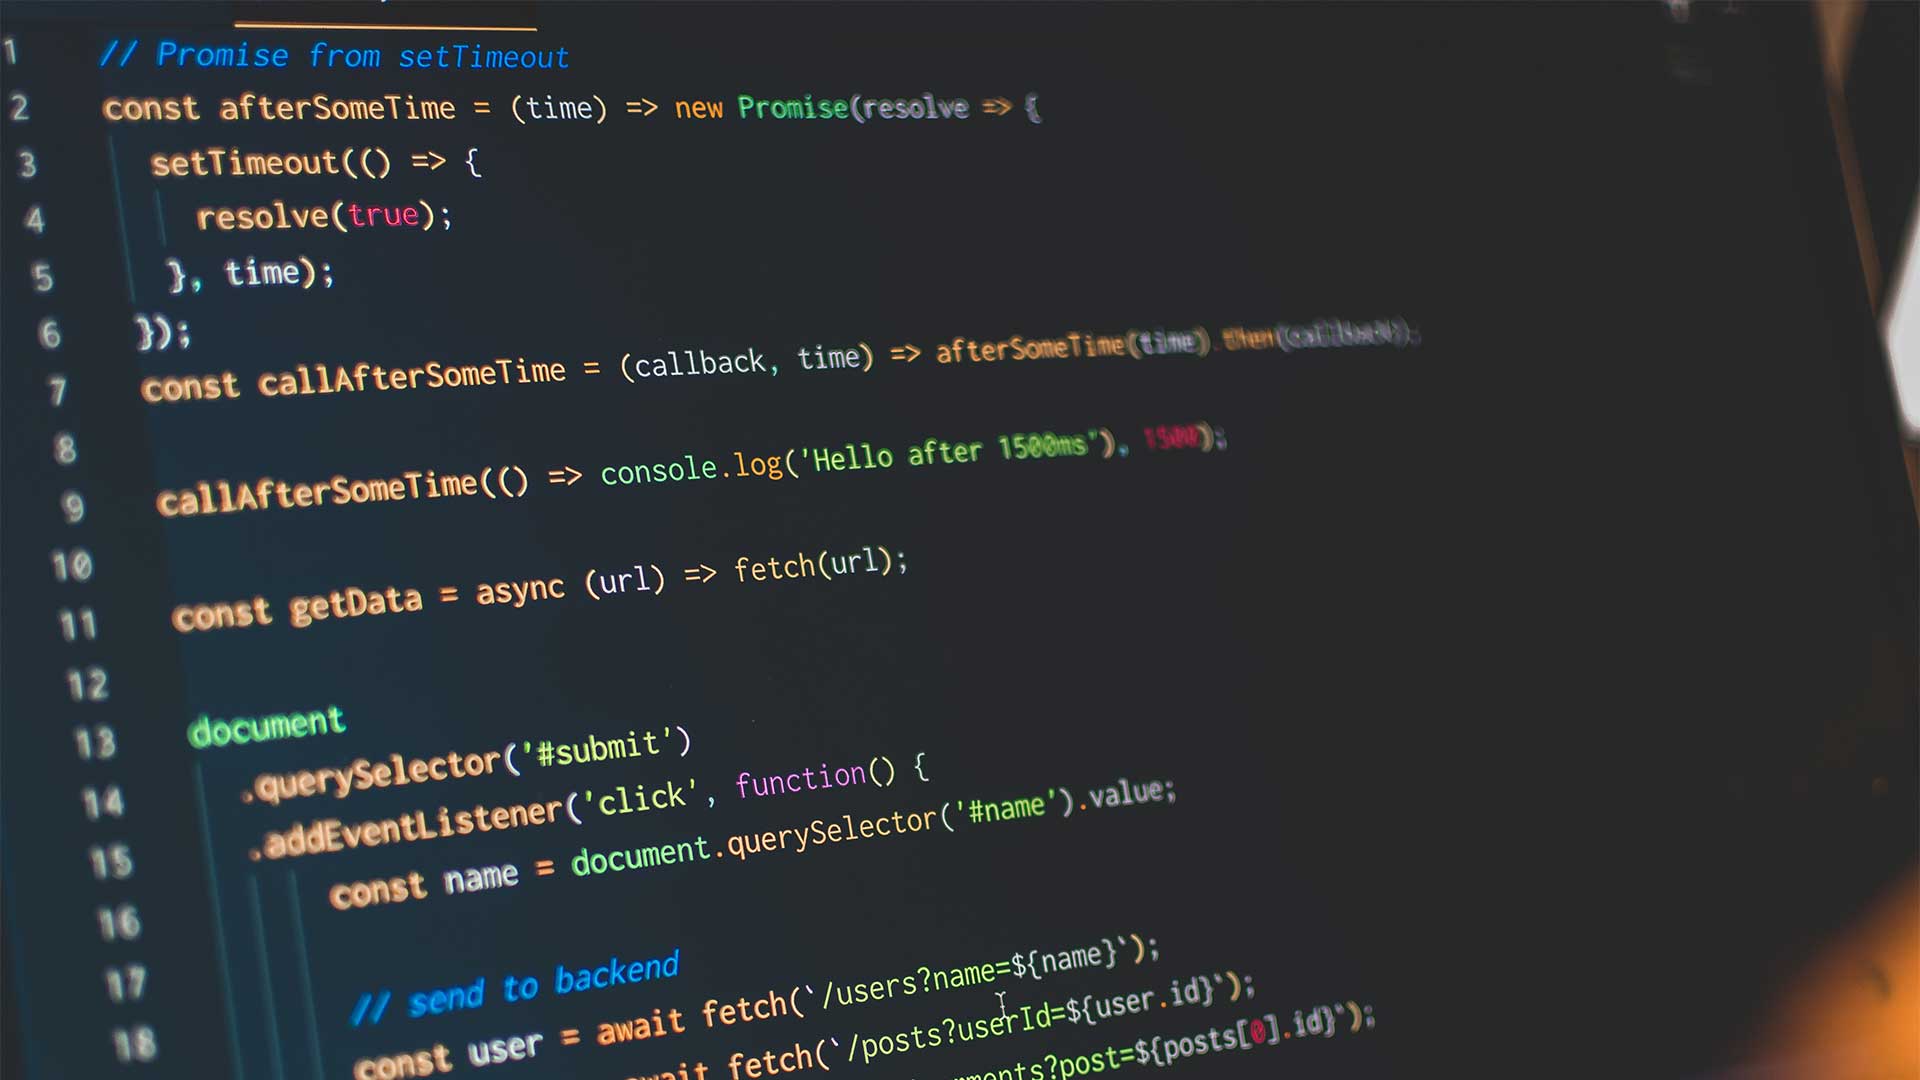 1 // Promise from setTimeout
2 const afterSomeTime = (time) => new Promise(resolve => {
3 setTimeout(() => {
4 resolve(true);
5 }, time);
6 });
7 const callAfterSomeTime = (callback, time) => afterSomeTime(time).then(callback);
8
9 callAfterSomeTime(() => console.log('Hello after 1500ms'), 1500);
10
11 const getData = async (url) => fetch(url);
12
13 document
14 .querySelector('#submit')
15 .addEventListener('click', function() {
16 const name = document.querySelector('#name').value;
17
18 // send to backend
const user = await fetch(`/users?name=${name}`);
fetch(`/posts?userId=${user.id}`);
?post=${posts[0].id}`);